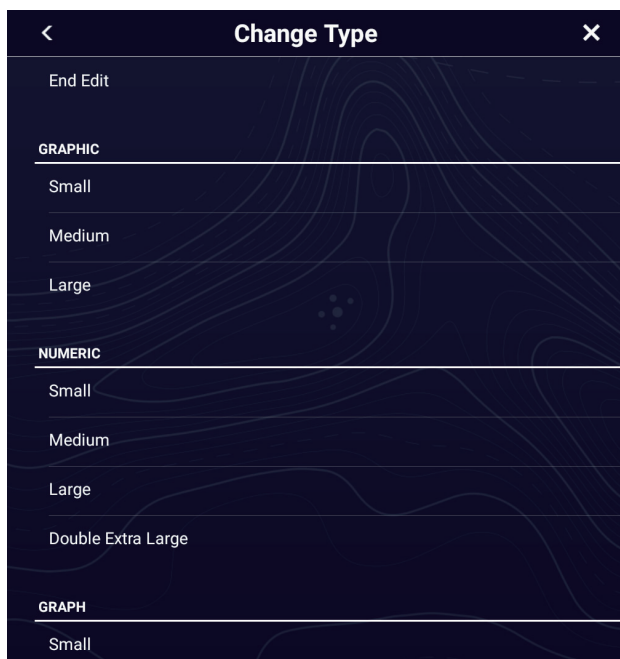 Change Type
End Edit
GRAPHIC
Small
Medium
Large
NUMERIC
Small
Medium
Large
Double Extra Large
GRAPH
Small